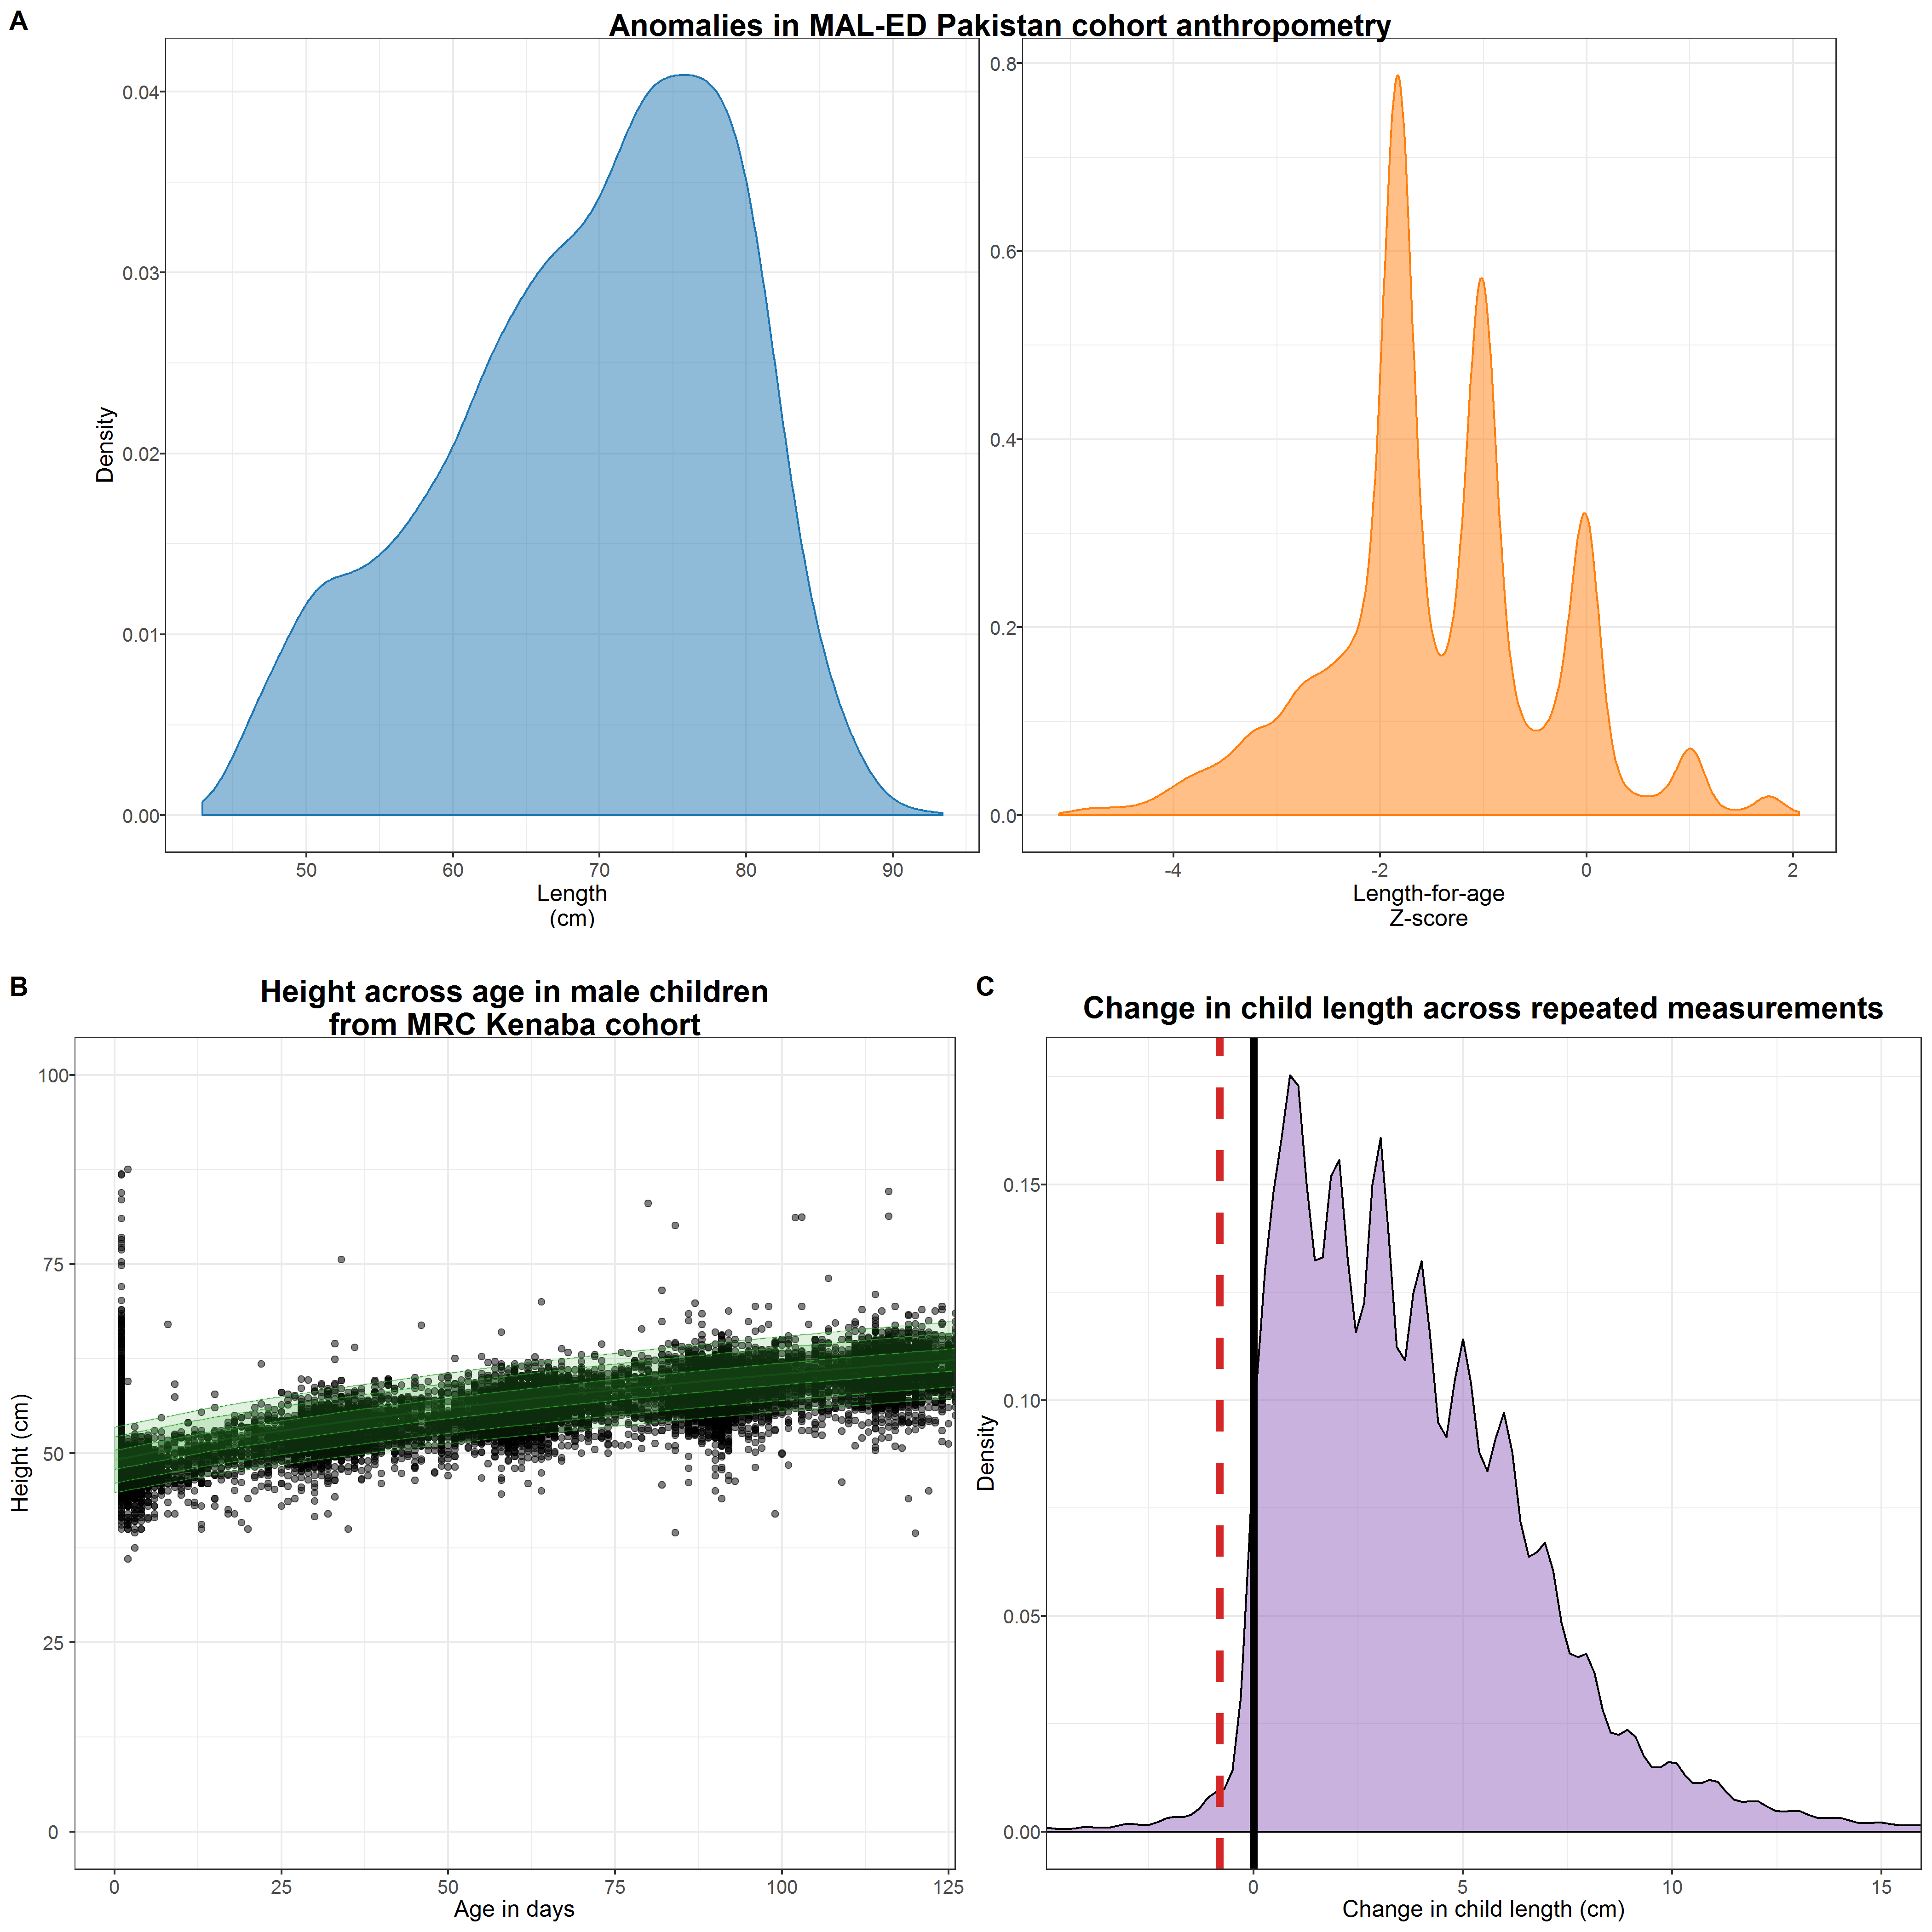 A
Anomalies in MAL-ED Pakistan cohort anthropometry
0.04
0.03
0.02
0.01
0.00
Density
50 60 70 80 90
Length
(cm)
0.8
0.6
0.4
0.2
0.0
-4 -2 0 2
Length-for-age
Z-score
B
Height across age in male children
from MRC Kenaba cohort
100
75
50
25
0
Height (cm)
0 25 50 75 100 125
Age in days
C
Change in child length across repeated measurements
0.15
0.10
0.05
0.00
Density
0 5 10 15
Change in child length (cm)